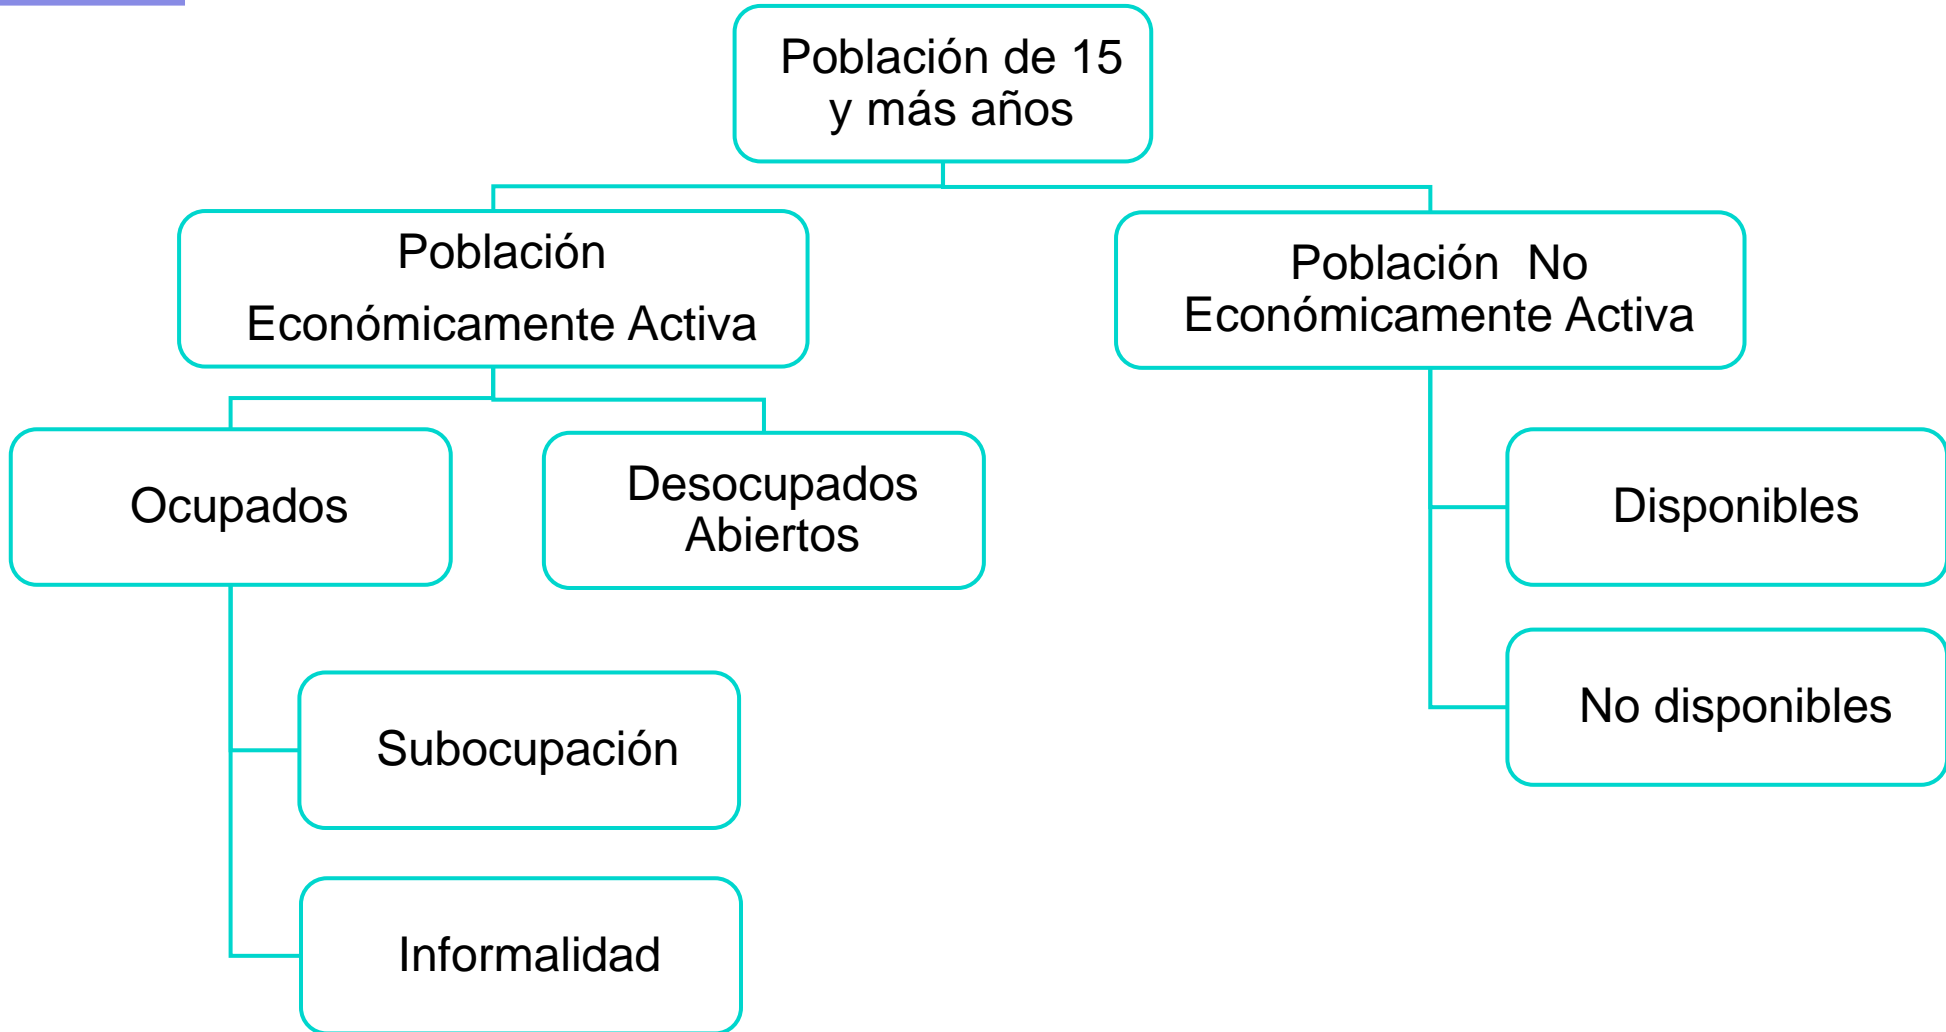 Población de 15
y más años
Población
Económicamente Activa
Población  No
Económicamente Activa
Ocupados
Desocupados
Abiertos
Disponibles
No disponibles
Subocupación
Informalidad